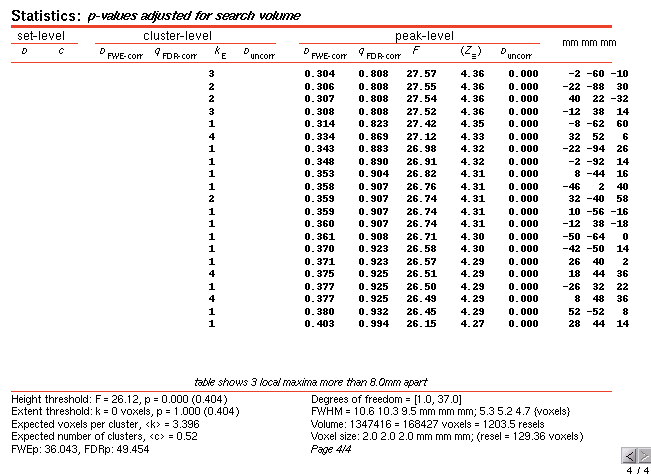 Statistics: p-values adjusted for search volume
set-level cluster-level peak-level mm mm mm
p c p FWE-corr q FDR-corr k E p uncorr p FWE-corr q FDR-corr F (Z≡) p uncorr
3 0.304 0.808 27.57 4.36 0.000 -2 -60 -10
2 0.306 0.808 27.55 4.36 0.000 -22 -88 30
2 0.307 0.808 27.54 4.36 0.000 40 22 -32
3 0.308 0.808 27.52 4.36 0.000 -12 38 14
1 0.314 0.823 27.42 4.35 0.000 -8 -62 60
4 0.334 0.869 27.12 4.33 0.000 32 52 6
1 0.343 0.883 26.98 4.32 0.000 -22 -94 26
1 0.348 0.890 26.91 4.32 0.000 -2 -92 14
1 0.353 0.904 26.82 4.31 0.000 8 -44 16
1 0.358 0.907 26.76 4.31 0.000 -46 2 40
2 0.359 0.907 26.74 4.31 0.000 32 -40 58
1 0.359 0.907 26.74 4.31 0.000 10 -56 -16
1 0.360 0.907 26.74 4.31 0.000 -12 38 -18
1 0.361 0.908 26.71 4.30 0.000 -50 -64 0
1 0.370 0.923 26.58 4.30 0.000 -42 -50 14
1 0.371 0.923 26.57 4.29 0.000 26 40 2
4 0.375 0.925 26.51 4.29 0.000 18 44 36
1 0.377 0.925 26.50 4.29 0.000 -26 32 22
4 0.377 0.925 26.49 4.29 0.000 8 48 36
1 0.380 0.932 26.45 4.29 0.000 52 -52 8
1 0.403 0.994 26.15 4.27 0.000 28 44 14
table shows 3 local maxima more than 8.0mm apart
Height threshold: F = 26.12, p = 0.000 (0.404)
Extent threshold: k = 0 voxels, p = 1.000 (0.404)
Expected voxels per cluster, <k> = 3.396
Expected number of clusters, <c> = 0.52
FWEp: 36.043, FDRp: 49.454
Degrees of freedom = [1.0, 37.0]
FWHM = 10.6 10.3 9.5 mm mm mm; 5.3 5.2 4.7 {voxels}
Volume: 1347416 = 168427 voxels = 1203.5 resels
Voxel size: 2.0 2.0 2.0 mm mm mm; (resel = 129.36 voxels)
Page 4/4
4 / 4